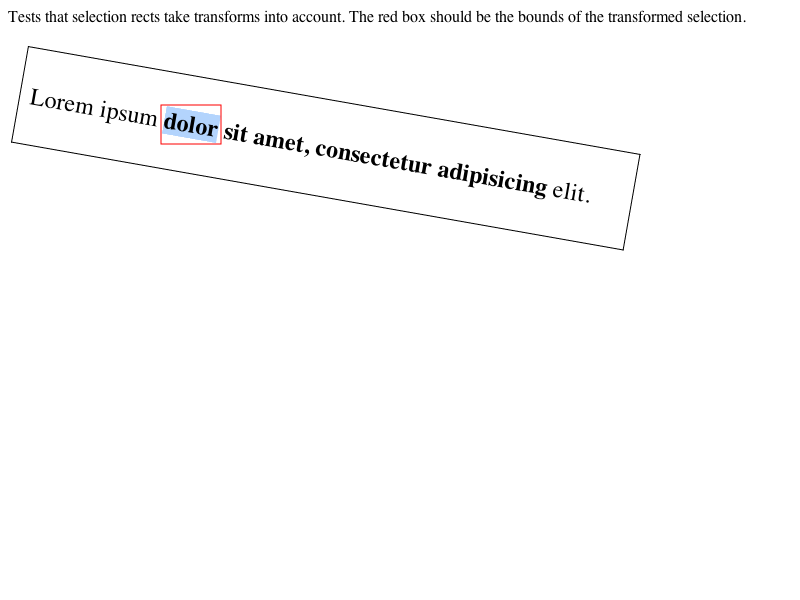 Tests that selection rects take transforms into account. The red box should be the bounds of the transformed selection.
Lorem ipsum dolor sit amet, consectetur adipisicing elit.